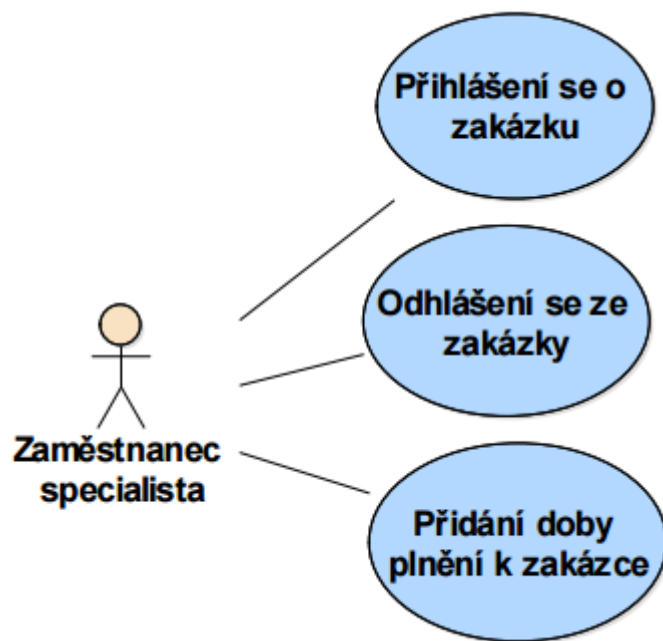 Přihlášení se o
zakázku
Odhlášení se ze
zakázky
Zaměstnanec
specialista
Přidání doby
plnění k zakázce